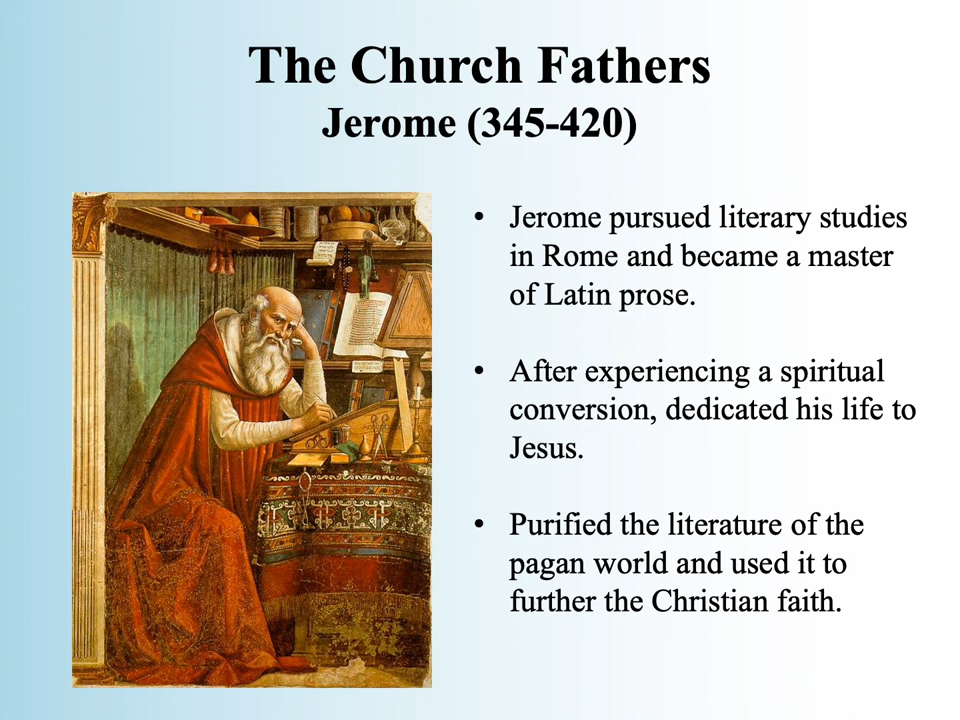 The Church Fathers
Jerome (345-420)
• Jerome pursued literary studies
in Rome and became a master
of Latin prose.
• After experiencing a spiritual
conversion, dedicated his life to
Jesus.
• Purified the literature of the
pagan world and used it to
further the Christian faith.